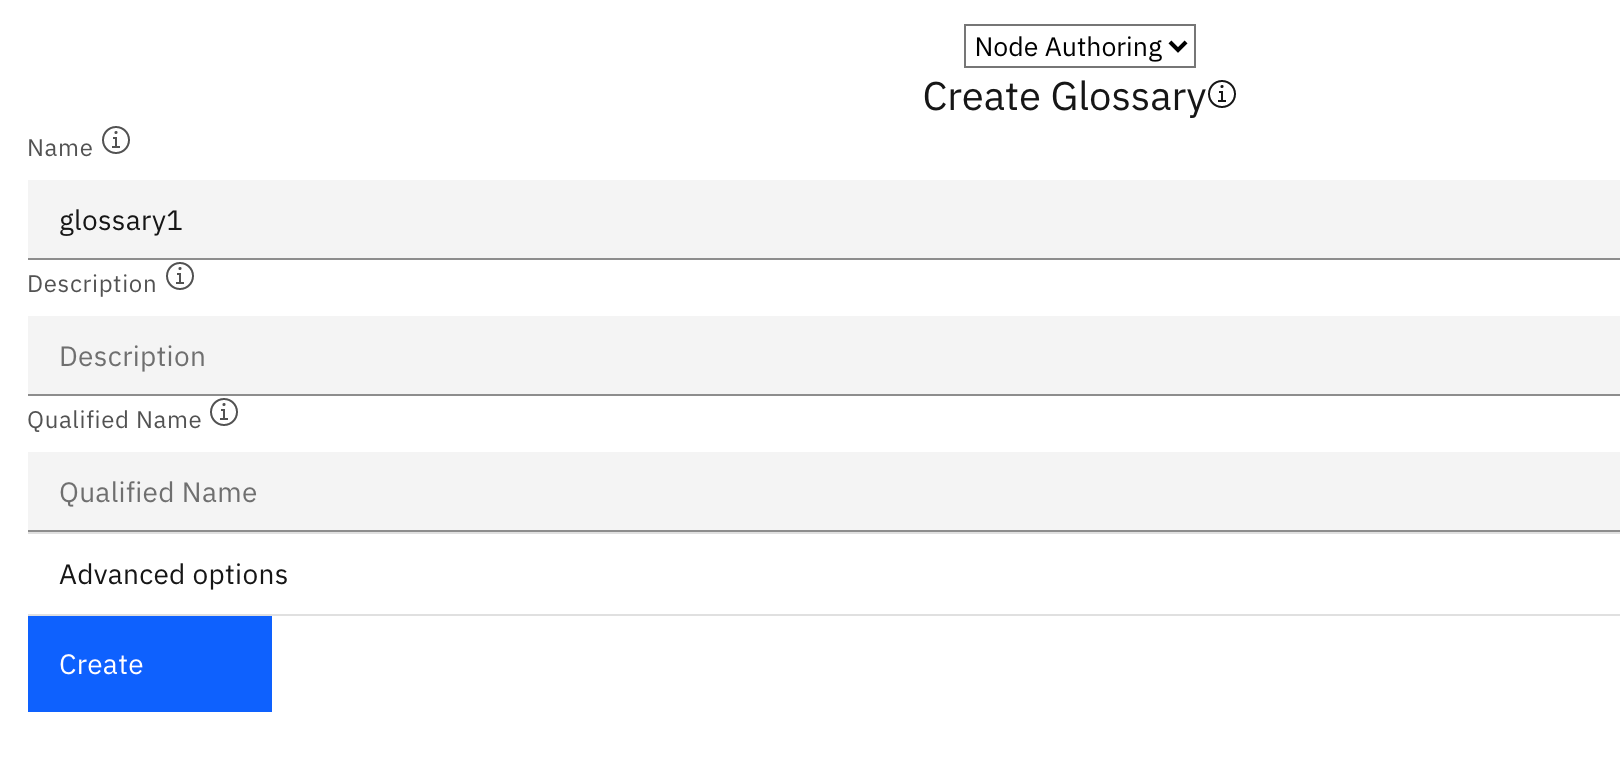 Node Authoring
Create Glossary
Name
glossary1
Description
Description
Qualified Name
Qualified Name
Advanced options
Create